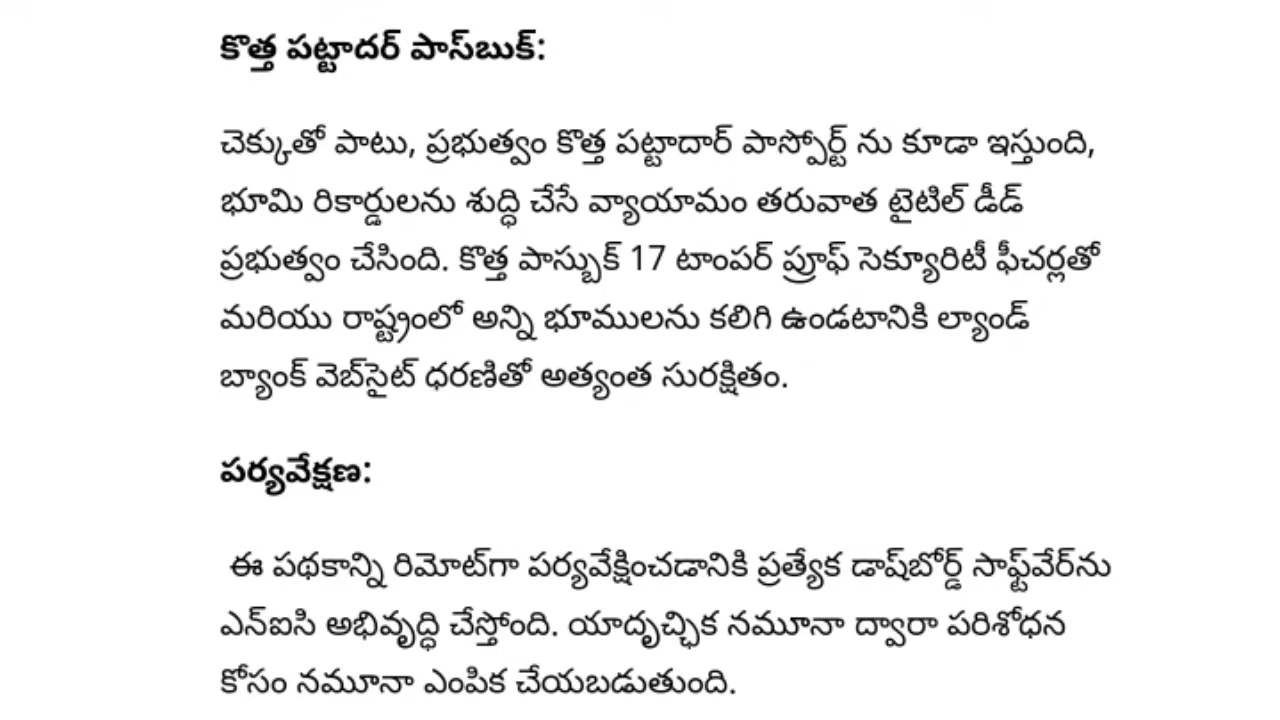 కొత్త పట్టాదర్ పాస్‌బుక్:
చెక్కుతో పాటు, ప్రభుత్వం కొత్త పట్టాదార్ పాస్పోర్ట్ ను కూడా ఇస్తుంది,
భూమి రికార్డులను శుద్ధి చేసే వ్యాయామం తరువాత టైటిల్ డీడ్
ప్రభుత్వం చేసింది. కొత్త పాస్బుక్ 17 టాంపర్ ప్రూఫ్ సెక్యూరిటీ ఫీచర్లతో
మరియు రాష్ట్రంలో అన్ని భూములను కలిగి ఉండటానికి ల్యాండ్
బ్యాంక్ వెబ్‌సైట్ ధరణితో అత్యంత సురక్షితం.
పర్యవేక్షణ:
ఈ పథకాన్ని రిమోట్‌గా పర్యవేక్షించడానికి ప్రత్యేక డాష్‌బోర్డ్ సాఫ్ట్‌వేర్‌ను
ఎన్ఐసి అభివృద్ధి చేస్తోంది. యాదృచ్ఛిక నమూనా ద్వారా పరిశోధన
కోసం నమూనా ఎంపిక చేయబడుతుంది.